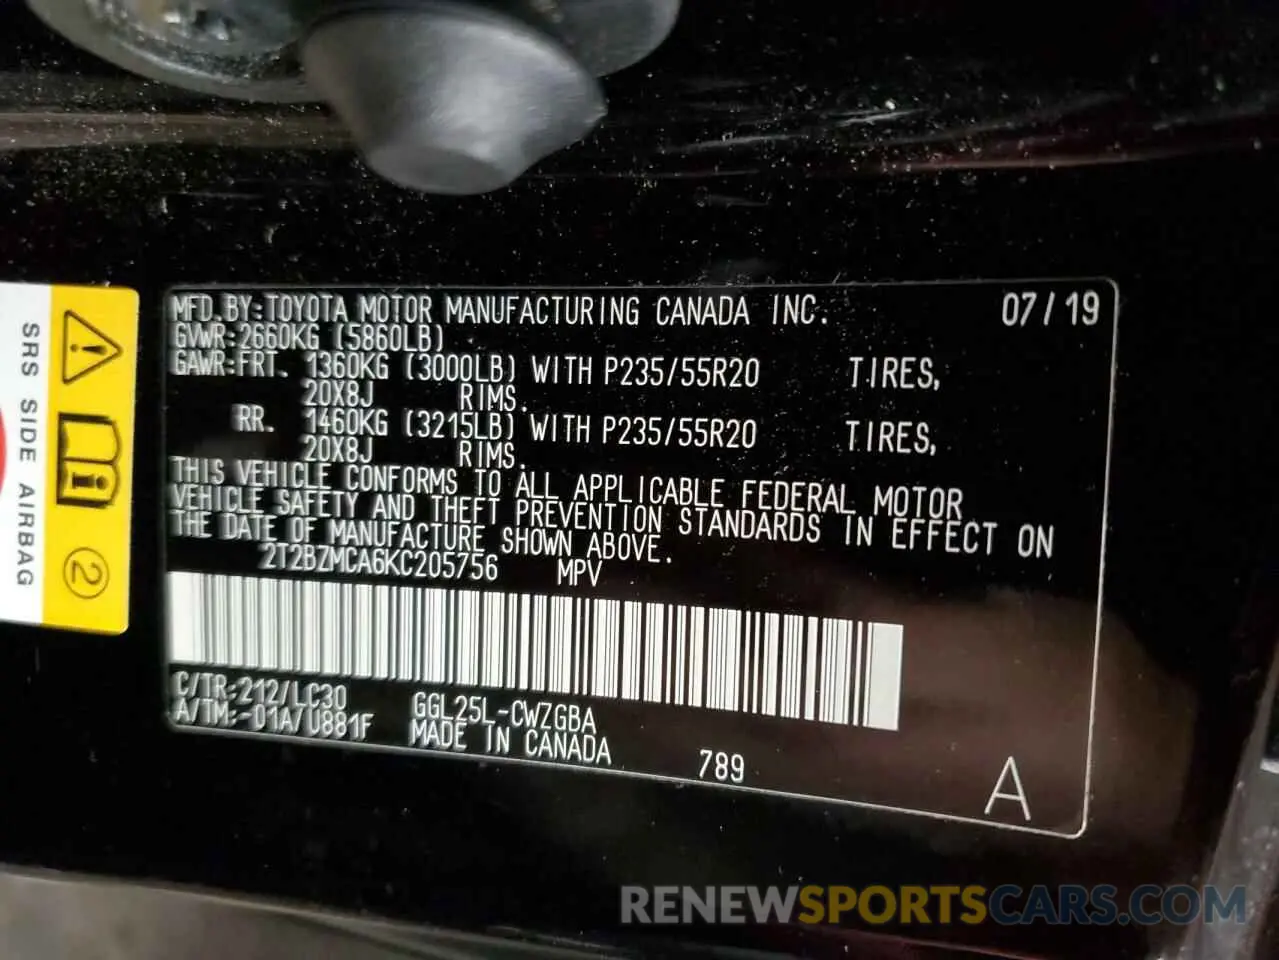 MFD. BY: TOYOTA MOTOR MANUFACTURING CANADA INC. 07/19
GVWR: 2660KG (5860LB)
GAWR: FRT. 1360KG (3000LB) WITH P235/55R20 TIRES,
20X8J RIMS.
RR. 1460KG (3215LB) WITH P235/55R20 TIRES,
20X8J RIMS.
THIS VEHICLE CONFORMS TO ALL APPLICABLE FEDERAL MOTOR
VEHICLE SAFETY AND THEFT PREVENTION STANDARDS IN EFFECT ON
THE DATE OF MANUFACTURE SHOWN ABOVE.
2T2BZMCA6KC205756 MPV
C/TR: 212/LC30 GGL25L-CWZGBA
A/TM: -01A/U881F MADE IN CANADA 789
A
SRS SIDE AIRBAG
2
RENEWSPORTSCARS.COM